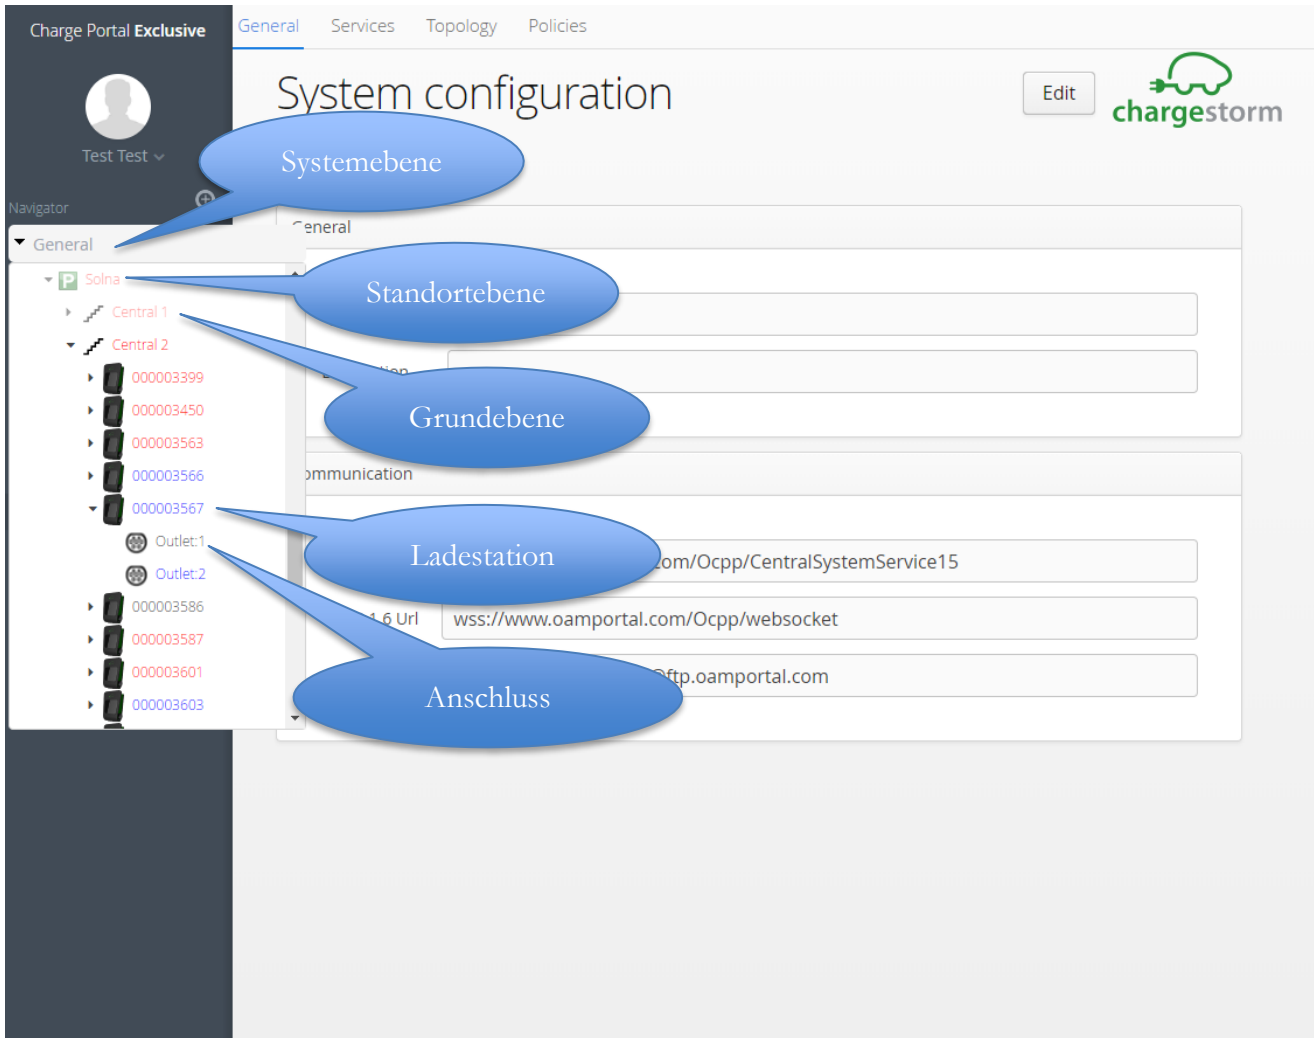 Charge Portal Exclusive
General Services Topology Policies
System configuration
Edit
chargestorm
Test Test
Systemebene
Navigator
General
General
Solna
Standortebene
Central 1
Central 2
000003399
000003450
Grundebene
000003563
000003566
ommunication
000003567
Ladestation
Outlet:1
com/Ocpp/CentralSystemService15
Outlet:2
000003586
1.6 Url
wss://www.oamportal.com/Ocpp/websocket
000003587
000003601
@ftp.oamportal.com
Anschluss
000003603